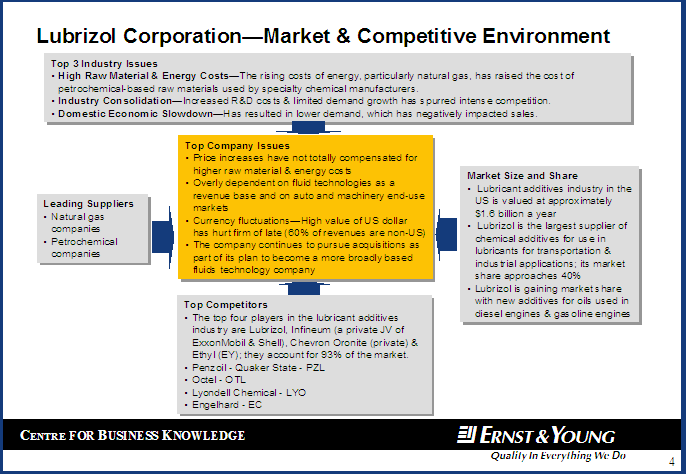 Lubrizol Corporation—Market & Competitive Environment
Top 3 Industry Issues
• High Raw Material & Energy Costs—The rising costs of energy, particularly natural gas, has raised the cost of
petrochemical-based raw materials used by specialty chemical manufacturers.
• Industry Consolidation—Increased R&D costs & limited demand growth has spurred intense competition.
• Domestic Economic Slowdown—Has resulted in lower demand, which has negatively impacted sales.
Top Company Issues
• Price increases have not totally compensated for
higher raw material & energy costs
• Overly dependent on fluid technologies as a
revenue base and on auto and machinery end-use
markets
• Currency fluctuations—High value of US dollar
has hurt firm of late (60% of revenues are non-US)
• The company continues to pursue acquisitions as
part of its plan to become a more broadly based
fluids technology company
Leading Suppliers
• Natural gas
companies
• Petrochemical
companies
Market Size and Share
• Lubricant additives industry in the
US is valued at approximately
$1.6 billion a year
• Lubrizol is the largest supplier of
chemical additives for use in
lubricants for transportation &
industrial applications; its market
share approaches 40%
• Lubrizol is gaining market share
with new additives for oils used in
diesel engines & gasoline engines
Top Competitors
• The top four players in the lubricant additives
industry are Lubrizol, Infineum (a private JV of
ExxonMobil & Shell), Chevron Oronite (private) &
Ethyl (EY); they account for 93% of the market.
• Penzoil - Quaker State - PZL
• Octel - OTL
• Lyondell Chemical - LYO
• Engelhard - EC
CENTRE FOR BUSINESS KNOWLEDGE
ERNST & YOUNG
Quality In Everything We Do
4